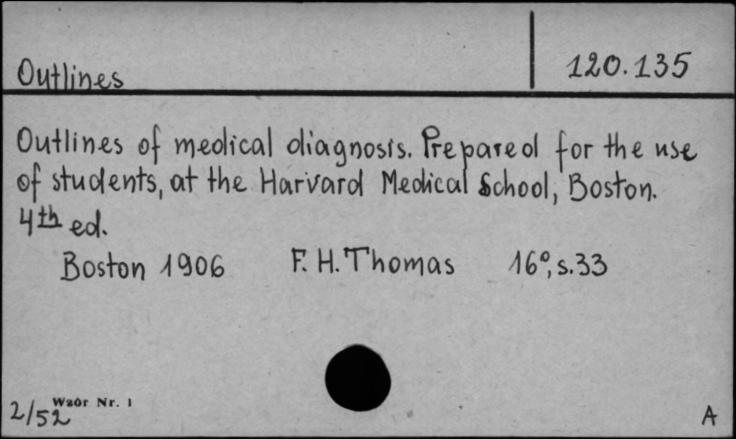 Outlines 120.135
Outlines of medical diagnosis. Prepared for the use
of students, at the Harvard Medical School, Boston.
4th ed.
Boston 1906 F. H. Thomas 16°, s. 33
Wzór Nr. 1
2/52 A